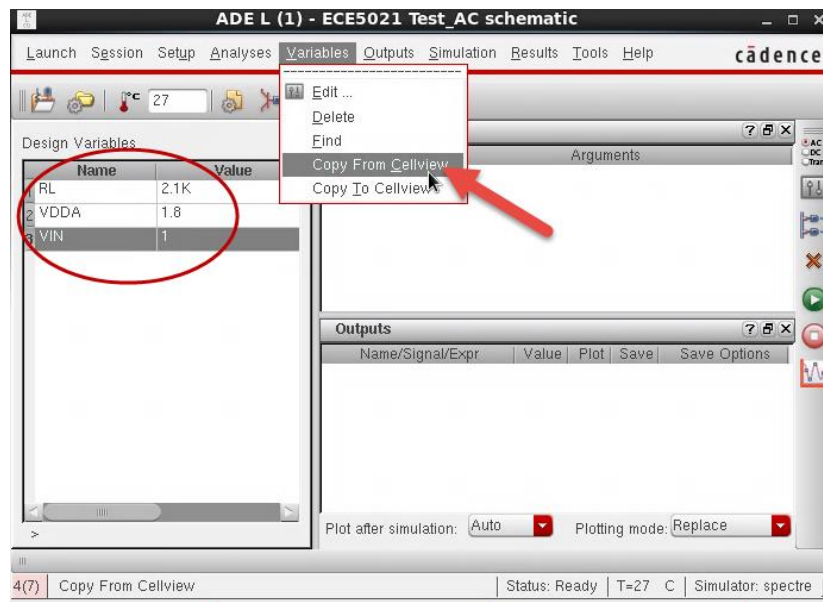 ADE L (1) - ECE5021 Test_AC schematic
Launch Session Setup Analyses Variables Outputs Simulation Results Tools Help cādence
°C 27
Edit ...
Delete
Find
Copy From Cellview
Copy To Cellview
Design Variables
Name Value
1 RL 2.1K
2 VDDA 1.8
3 VIN 1
Arguments
AC
DC
Tran
Outputs
Name/Signal/Expr Value Plot Save Save Options
Plot after simulation: Auto Plotting mode: Replace
>
4(7) Copy From Cellview Status: Ready T=27 C Simulator: spectre